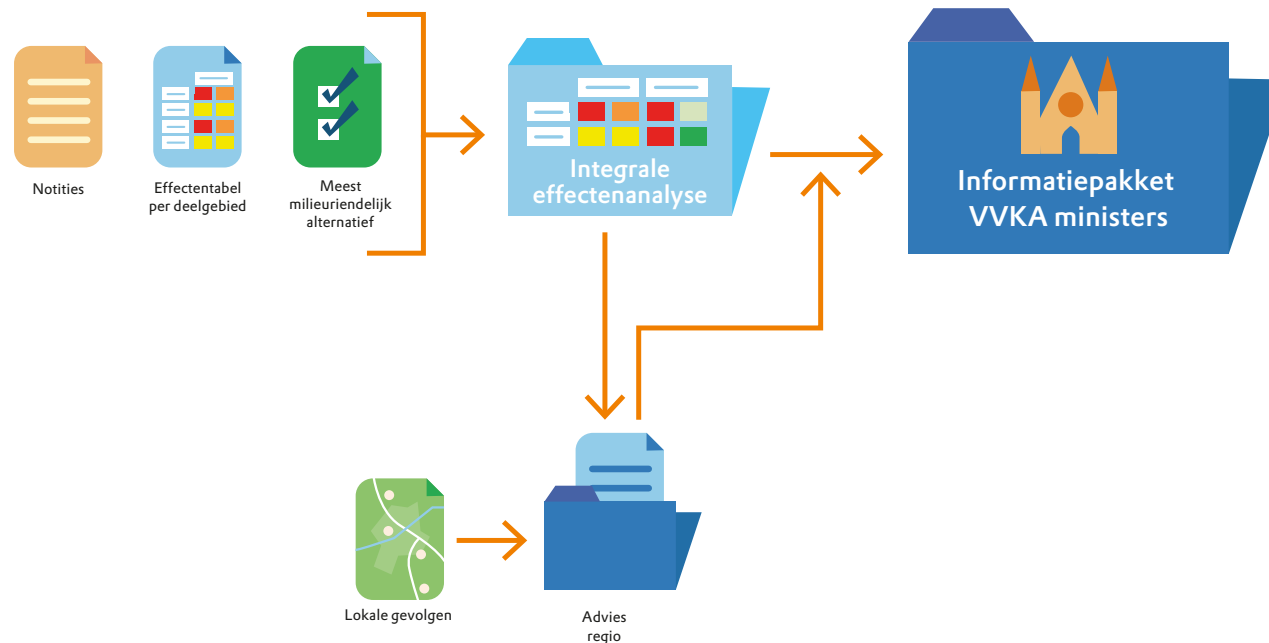 Notities
Effectentabel
per deelgebied
Meest
milieuriendelijk
alternatief
Integrale
effectenanalyse
Informatiepakket
VVKA ministers
Lokale gevolgen
Advies
regio